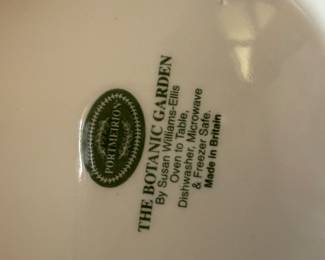 PORTMEIRION
THE BOTANIC GARDEN
By Susan Williams-Ellis
Oven to Table,
Dishwasher, Microwave
& Freezer Safe.
Made in Britain